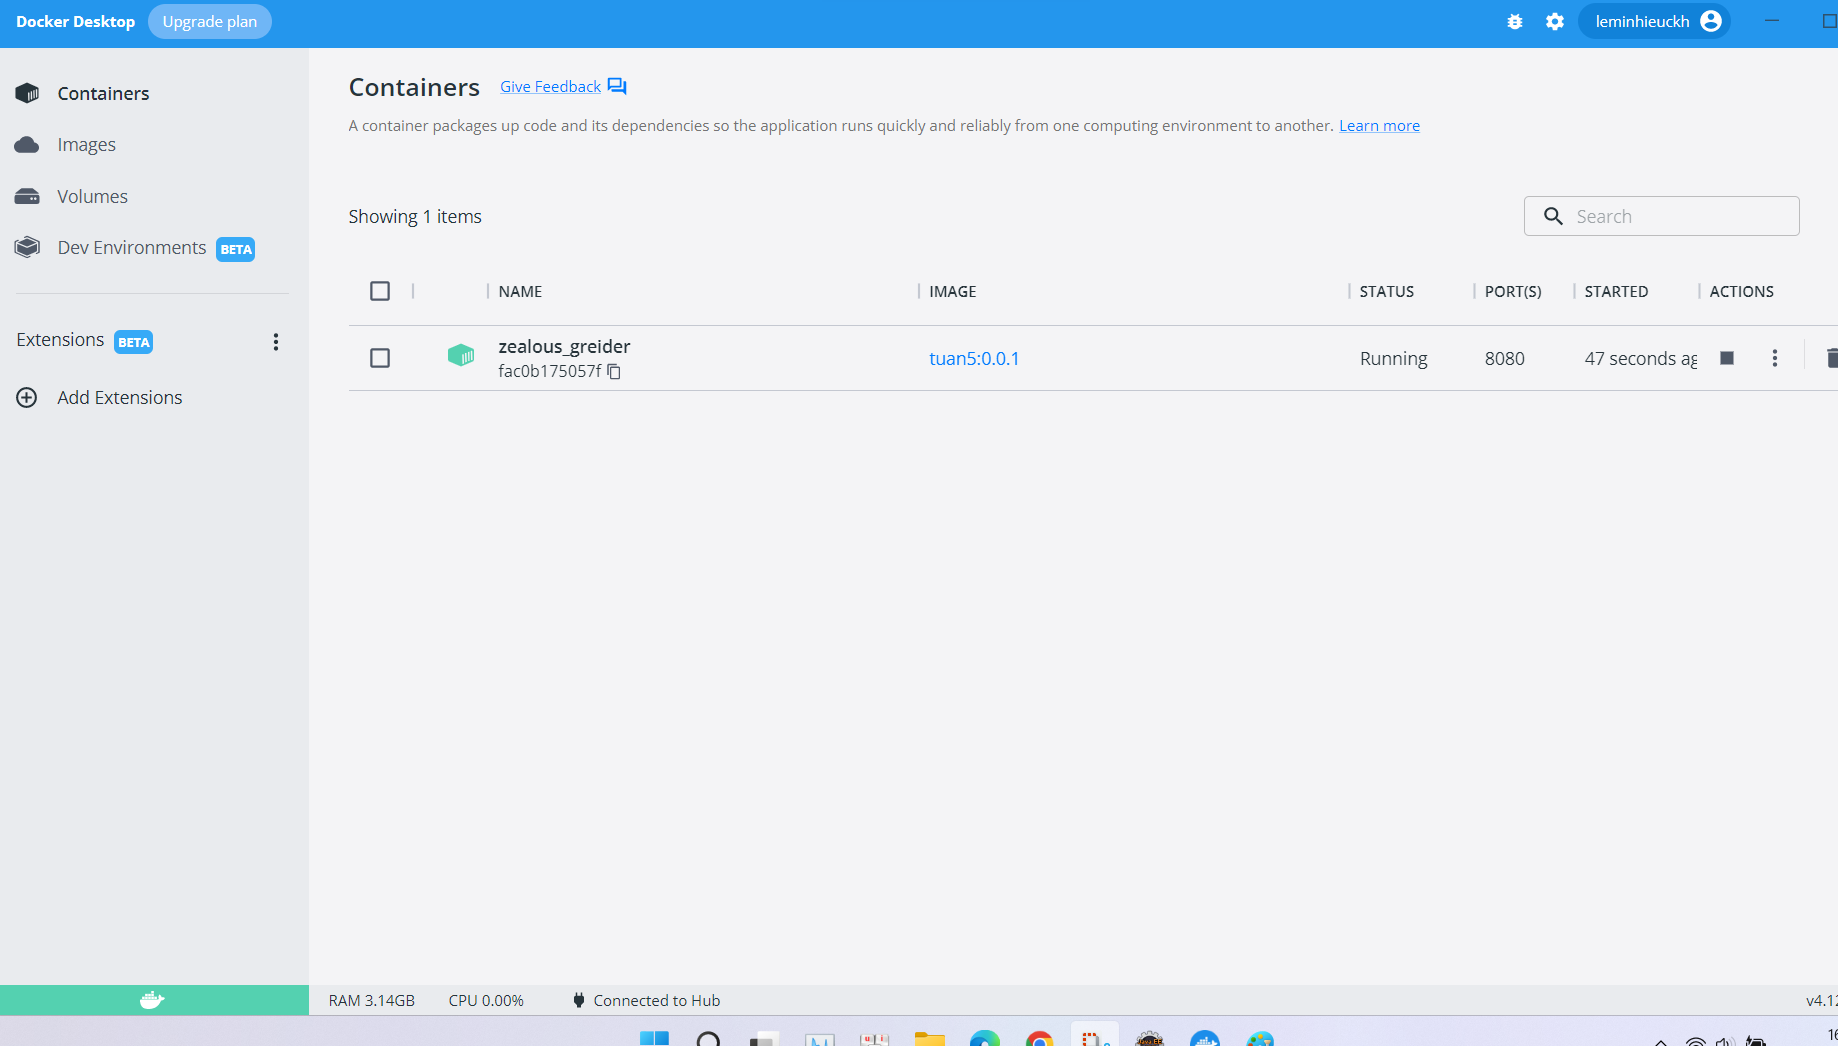 Docker Desktop Upgrade plan leminhieuckh
Containers
Images
Volumes
Dev Environments BETA
Extensions BETA
Add Extensions
Containers Give Feedback
A container packages up code and its dependencies so the application runs quickly and reliably from one computing environment to another. Learn more
Showing 1 items
Search
NAME IMAGE STATUS PORT(S) STARTED ACTIONS
zealous_greider
fac0b175057f
tuan5:0.0.1 Running 8080 47 seconds ag
RAM 3.14GB CPU 0.00% Connected to Hub v4.12